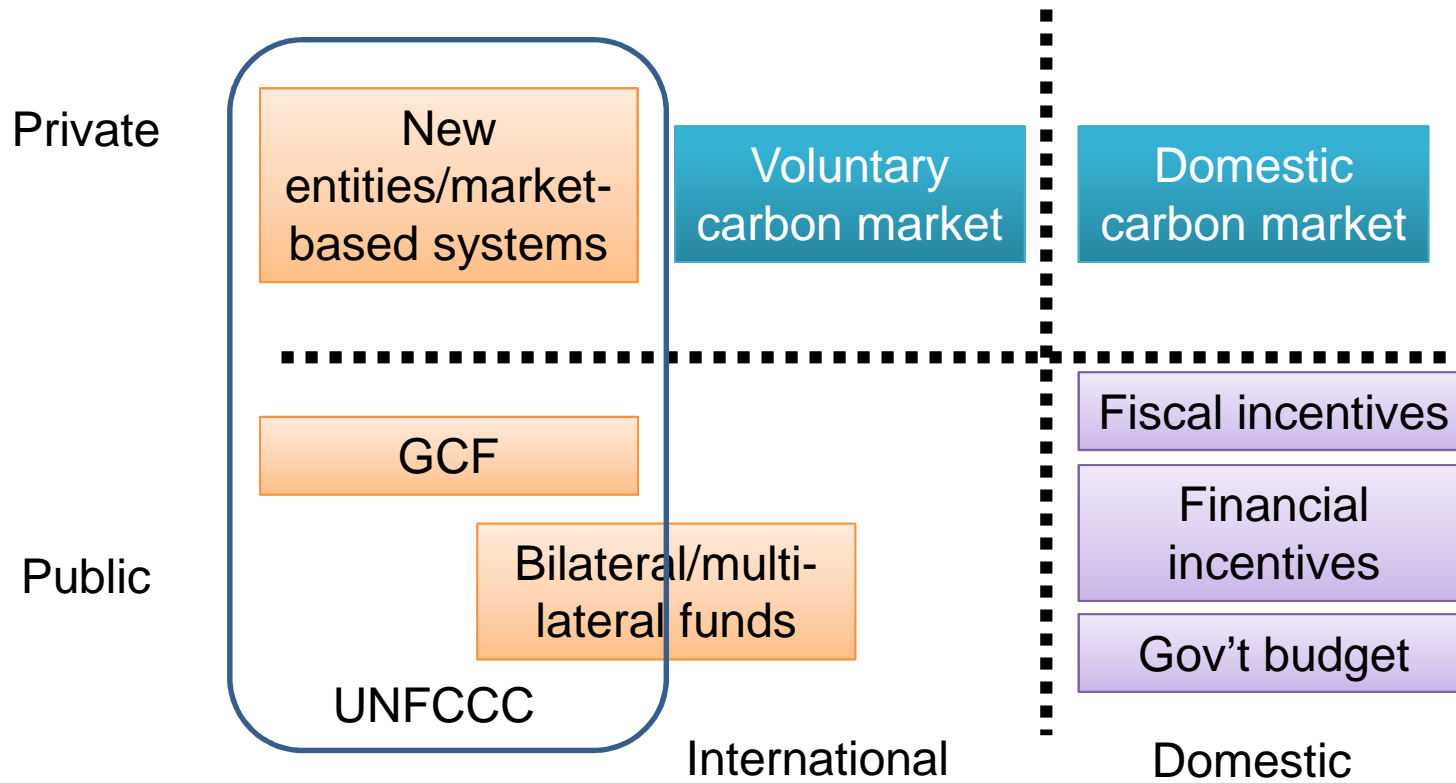 Private
New
entities/market-
based systems
Voluntary
carbon market
Domestic
carbon market
Fiscal incentives
GCF
Financial
incentives
Public
Bilateral/multi-
lateral funds
Gov’t budget
UNFCCC
International
Domestic